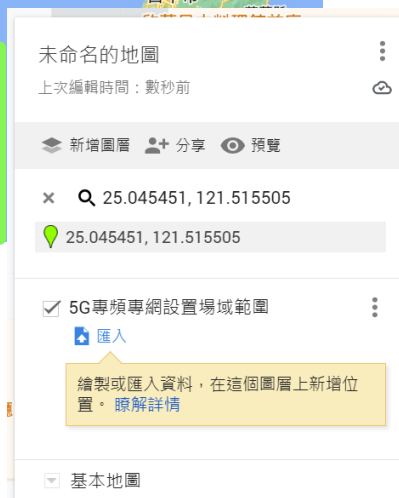 未命名的地圖
上次編輯時間：數秒前
新增圖層 分享 預覽
25.045451, 121.515505
25.045451, 121.515505
5G專頻專網設置場域範圍
匯入
繪製或匯入資料，在這個圖層上新增位
置。瞭解詳情
基本地圖